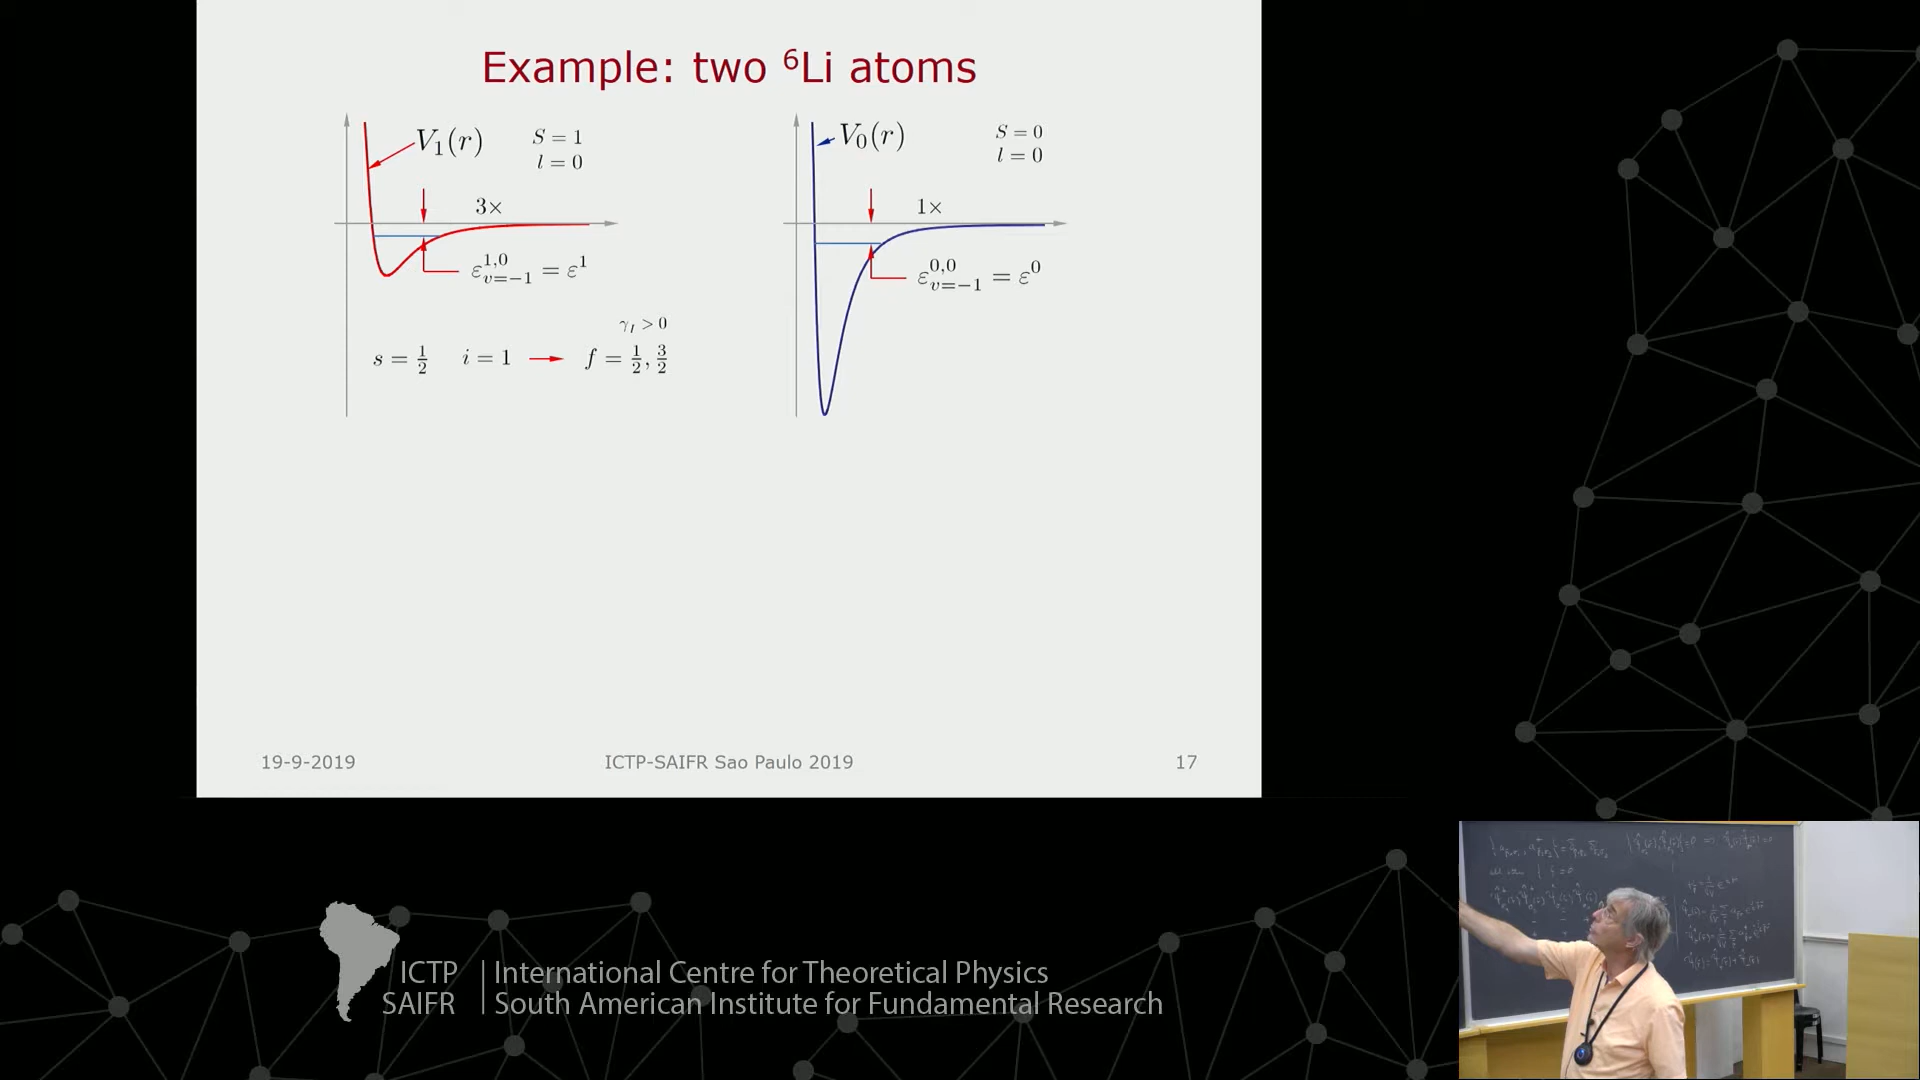 Example: two ⁶Li atoms
V₁(r)
S = 1
l = 0
3×
ε^{1,0}_{v=−1} = ε¹
γ_I > 0
s = 1/2 i = 1 → f = 1/2, 3/2
V₀(r)
S = 0
l = 0
1×
ε^{0,0}_{v=−1} = ε⁰
19-9-2019 ICTP-SAIFR Sao Paulo 2019 17
ICTP | International Centre for Theoretical Physics
SAIFR | South American Institute for Fundamental Research